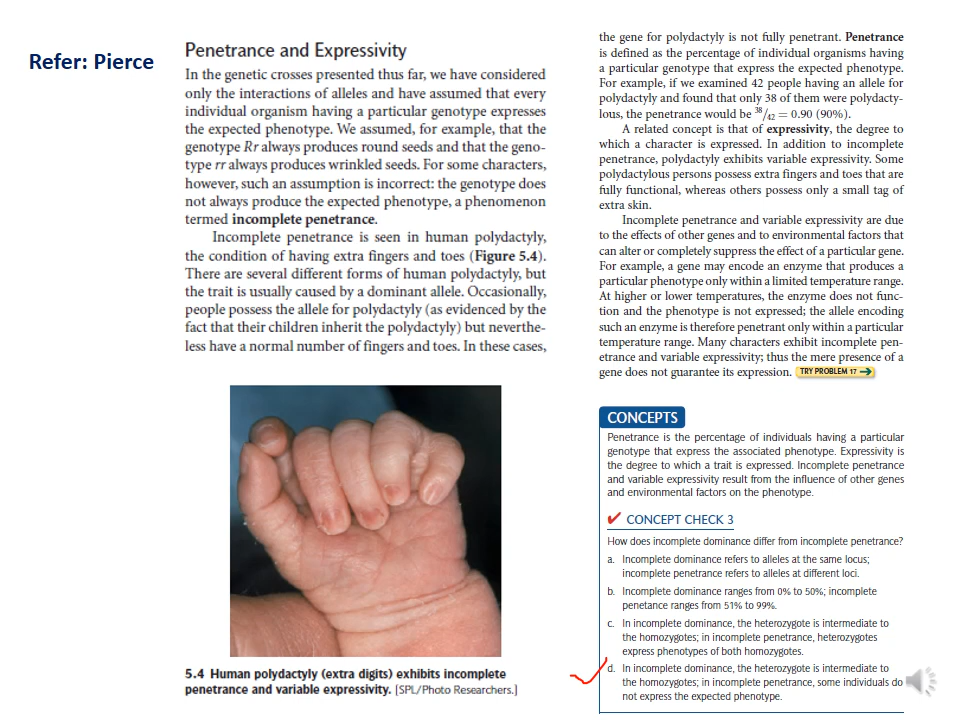 Refer: Pierce
Penetrance and Expressivity
In the genetic crosses presented thus far, we have considered
only the interactions of alleles and have assumed that every
individual organism having a particular genotype expresses
the expected phenotype. We assumed, for example, that the
genotype Rr always produces round seeds and that the geno-
type rr always produces wrinkled seeds. For some characters,
however, such an assumption is incorrect: the genotype does
not always produce the expected phenotype, a phenomenon
termed incomplete penetrance.
Incomplete penetrance is seen in human polydactyly,
the condition of having extra fingers and toes (Figure 5.4).
There are several different forms of human polydactyly, but
the trait is usually caused by a dominant allele. Occasionally,
people possess the allele for polydactyly (as evidenced by the
fact that their children inherit the polydactyly) but neverthe-
less have a normal number of fingers and toes. In these cases,
5.4 Human polydactyly (extra digits) exhibits incomplete
penetrance and variable expressivity. [SPL/Photo Researchers.]
the gene for polydactyly is not fully penetrant. Penetrance
is defined as the percentage of individual organisms having
a particular genotype that express the expected phenotype.
For example, if we examined 42 people having an allele for
polydactyly and found that only 38 of them were polydacty-
lous, the penetrance would be 38/42 = 0.90 (90%).
A related concept is that of expressivity, the degree to
which a character is expressed. In addition to incomplete
penetrance, polydactyly exhibits variable expressivity. Some
polydactylous persons possess extra fingers and toes that are
fully functional, whereas others possess only a small tag of
extra skin.
Incomplete penetrance and variable expressivity are due
to the effects of other genes and to environmental factors that
can alter or completely suppress the effect of a particular gene.
For example, a gene may encode an enzyme that produces a
particular phenotype only within a limited temperature range.
At higher or lower temperatures, the enzyme does not func-
tion and the phenotype is not expressed; the allele encoding
such an enzyme is therefore penetrant only within a particular
temperature range. Many characters exhibit incomplete pen-
etrance and variable expressivity; thus the mere presence of a
gene does not guarantee its expression. TRY PROBLEM 17
CONCEPTS
Penetrance is the percentage of individuals having a particular
genotype that express the associated phenotype. Expressivity is
the degree to which a trait is expressed. Incomplete penetrance
and variable expressivity result from the influence of other genes
and environmental factors on the phenotype.
CONCEPT CHECK 3
How does incomplete dominance differ from incomplete penetrance?
a. Incomplete dominance refers to alleles at the same locus;
incomplete penetrance refers to alleles at different loci.
b. Incomplete dominance ranges from 0% to 50%; incomplete
penetance ranges from 51% to 99%.
c. In incomplete dominance, the heterozygote is intermediate to
the homozygotes; in incomplete penetrance, heterozygotes
express phenotypes of both homozygotes.
d. In incomplete dominance, the heterozygote is intermediate to
the homozygotes; in incomplete penetrance, some individuals do
not express the expected phenotype.